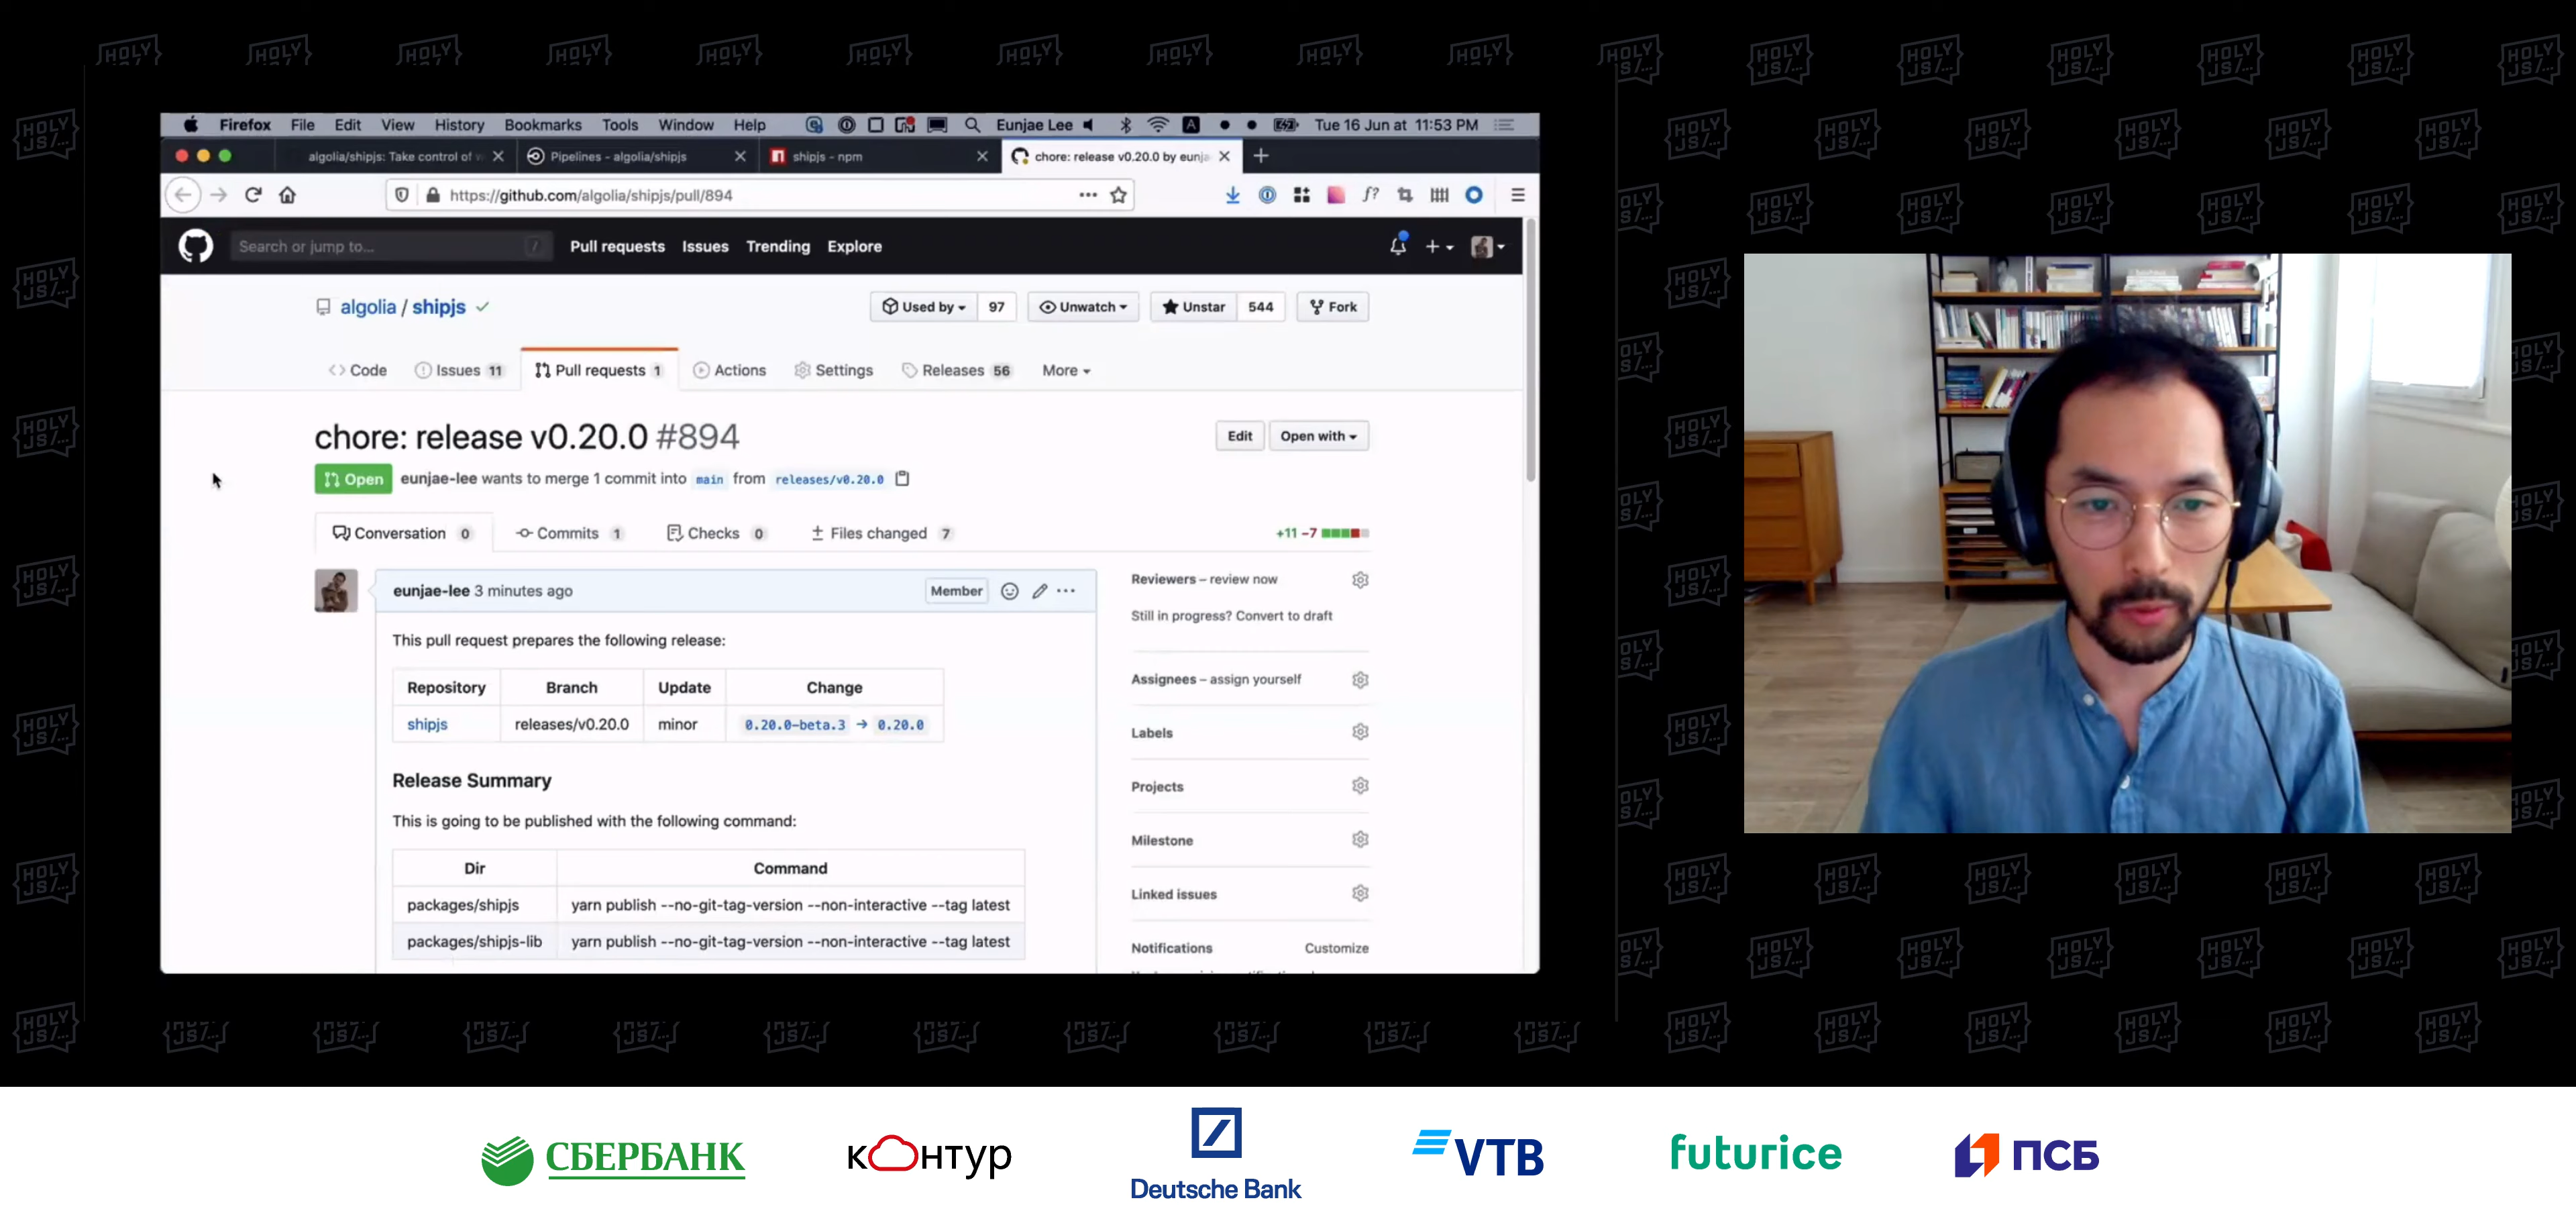 HOLY JS/...
Firefox File Edit View History Bookmarks Tools Window Help Eunjae Lee A Tue 16 Jun at 11:53 PM
algolia/shipjs: Take control of Pipelines - algolia/shipjs shipjs - npm chore: release v0.20.0 by eunja
https://github.com/algolia/shipjs/pull/894
Search or jump to... / Pull requests Issues Trending Explore
algolia / shipjs Used by 97 Unwatch Unstar 544 Fork
Code Issues 11 Pull requests 1 Actions Settings Releases 56 More
chore: release v0.20.0 #894 Edit Open with
Open eunjae-lee wants to merge 1 commit into main from releases/v0.20.0
Conversation 0 Commits 1 Checks 0 Files changed 7 +11 −7
eunjae-lee 3 minutes ago Member
This pull request prepares the following release:
Repository Branch Update Change
shipjs releases/v0.20.0 minor 0.20.0-beta.3 → 0.20.0
Release Summary
This is going to be published with the following command:
Dir Command
packages/shipjs yarn publish --no-git-tag-version --non-interactive --tag latest
packages/shipjs-lib yarn publish --no-git-tag-version --non-interactive --tag latest
Reviewers – review now
Still in progress? Convert to draft
Assignees – assign yourself
Labels
Projects
Milestone
Linked issues
Notifications Customize
СБЕРБАНК
контур
Deutsche Bank
VTB
futurice
ПСБ